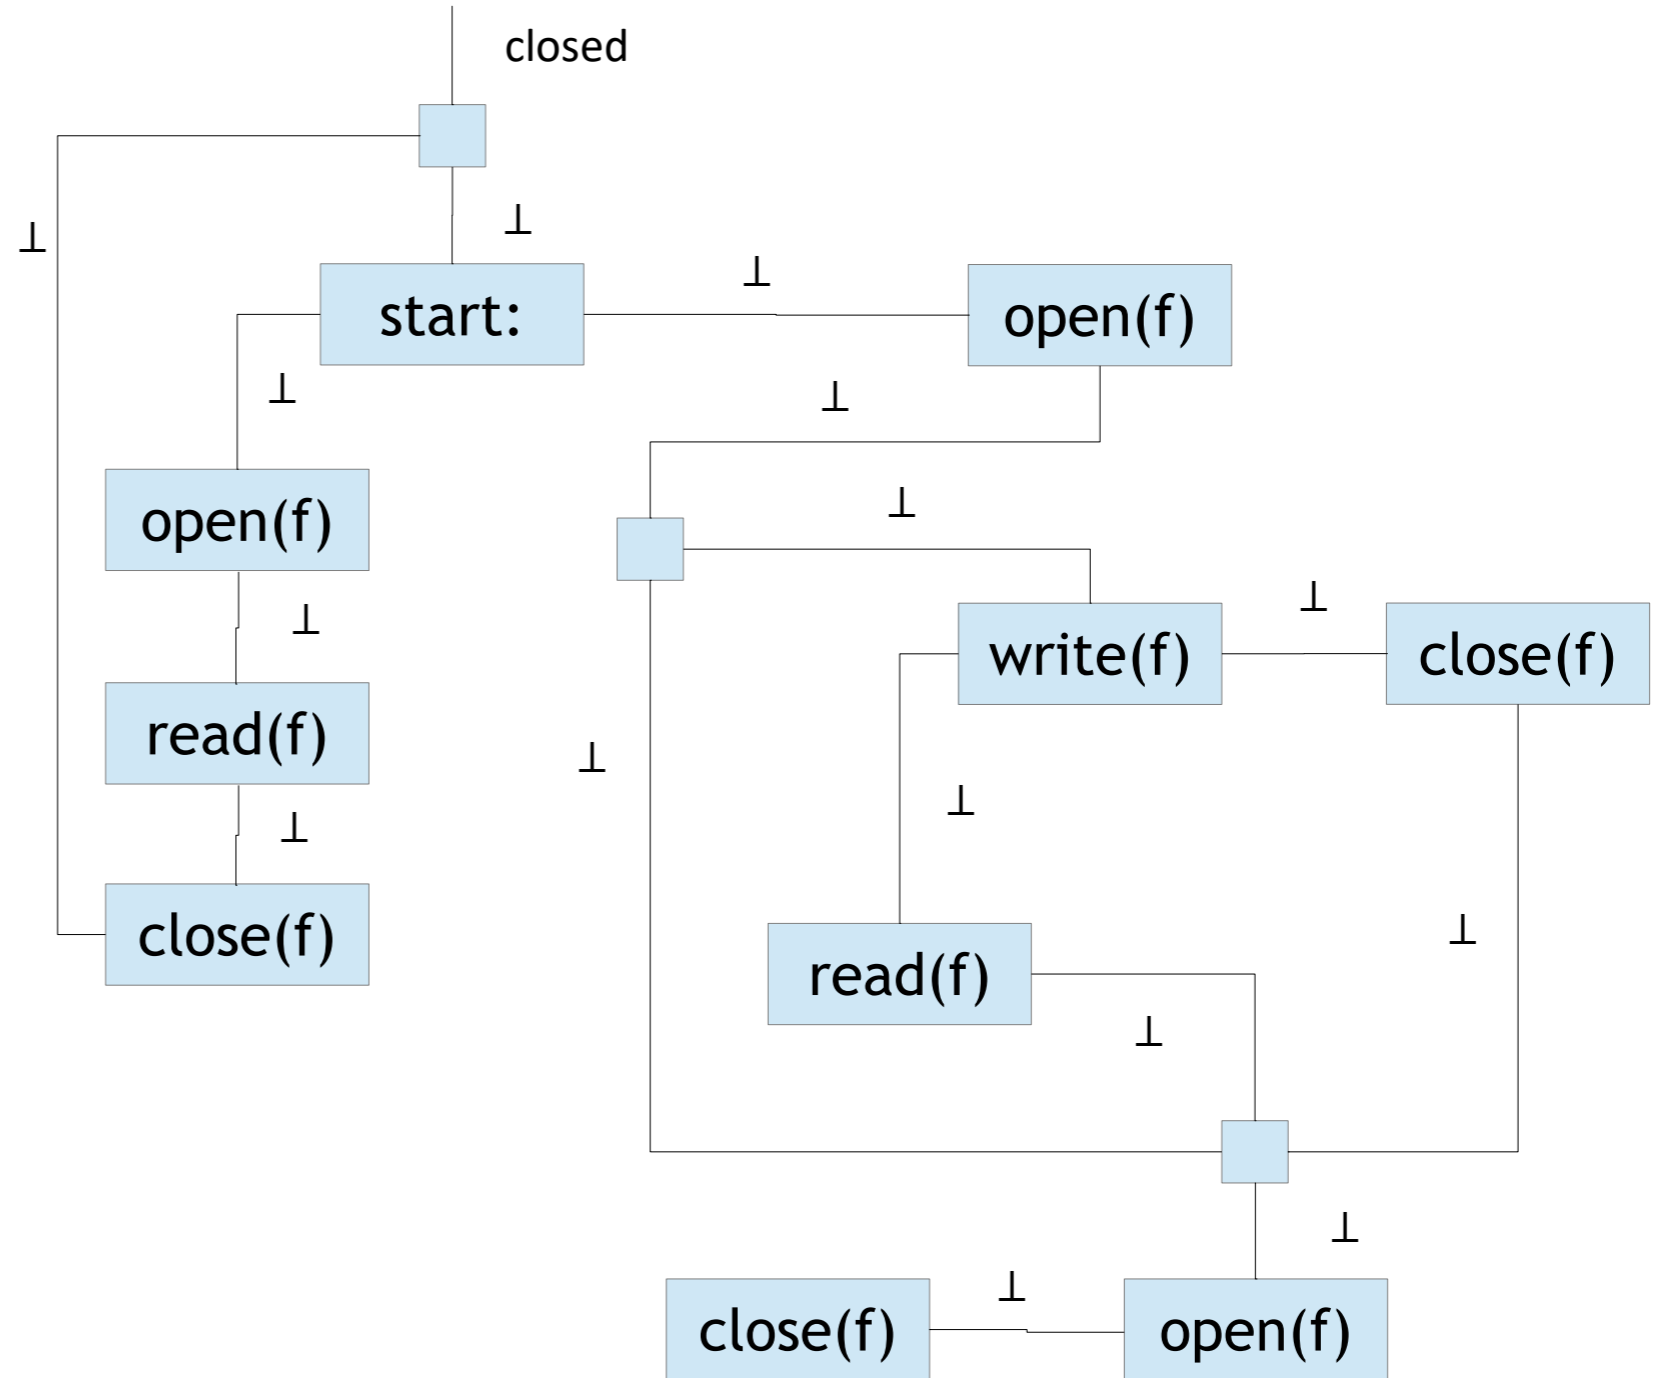 closed
⊥
⊥
⊥
start:
open(f)
⊥
⊥
⊥
open(f)
⊥
⊥
write(f)
close(f)
read(f)
⊥
⊥
⊥
close(f)
⊥
read(f)
⊥
⊥
⊥
close(f)
open(f)